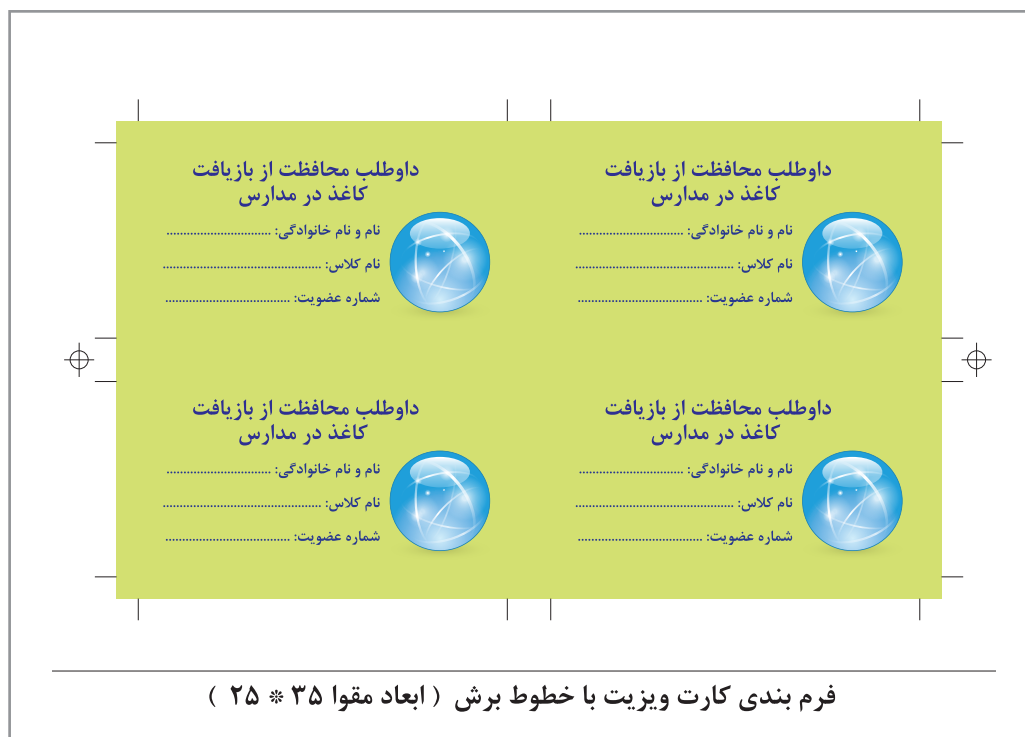 داوطلب محافظت از بازیافت
کاغذ در مدارس
نام و نام خانوادگی: ...............................
نام کلاس: ...............................................
شماره عضویت: .....................................
داوطلب محافظت از بازیافت
کاغذ در مدارس
نام و نام خانوادگی: ...............................
نام کلاس: ...............................................
شماره عضویت: .....................................
داوطلب محافظت از بازیافت
کاغذ در مدارس
نام و نام خانوادگی: ...............................
نام کلاس: ...............................................
شماره عضویت: .....................................
داوطلب محافظت از بازیافت
کاغذ در مدارس
نام و نام خانوادگی: ...............................
نام کلاس: ...............................................
شماره عضویت: .....................................
فرم بندی کارت ویزیت با خطوط برش ( ابعاد مقوا ۳۵ * ۲۵ )